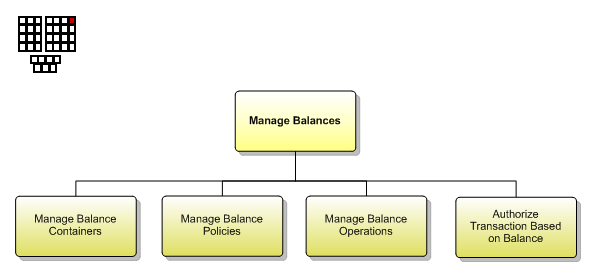 Manage Balances
Manage Balance
Containers
Manage Balance
Policies
Manage Balance
Operations
Authorize
Transaction Based
on Balance